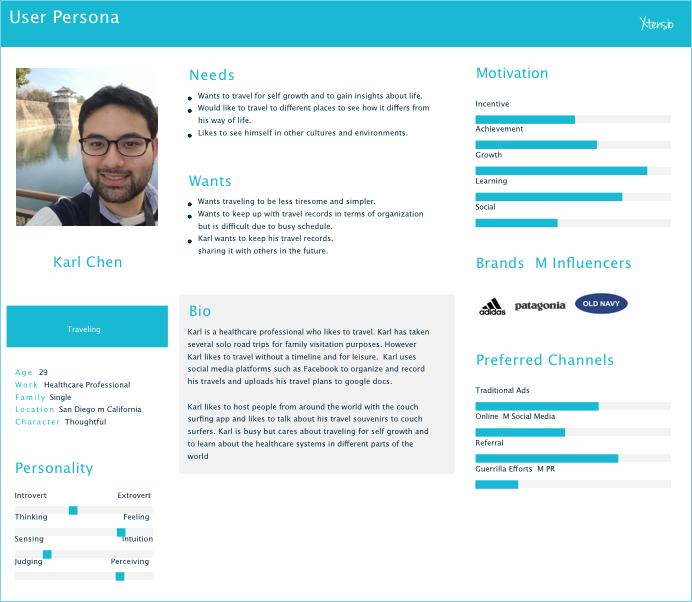 User Persona
Xtensio
Karl Chen
Traveling
Age 29
Work Healthcare Professional
Family Single
Location San Diego m California
Character Thoughtful
Personality
Introvert Extrovert
Thinking Feeling
Sensing Intuition
Judging Perceiving
Needs
Wants to travel for self growth and to gain insights about life.
Would like to travel to different places to see how it differs from
his way of life.
Likes to see himself in other cultures and environments.
Wants
Wants traveling to be less tiresome and simpler.
Wants to keep up with travel records in terms of organization
but is difficult due to busy schedule.
Karl wants to keep his travel records.
sharing it with others in the future.
Bio
Karl is a healthcare professional who likes to travel. Karl has taken
several solo road trips for family visitation purposes. However
Karl likes to travel without a timeline and for leisure. Karl uses
social media platforms such as Facebook to organize and record
his travels and uploads his travel plans to google docs.
Karl likes to host people from around the world with the couch
surfing app and likes to talk about his travel souvenirs to couch
surfers. Karl is busy but cares about traveling for self growth and
to learn about the healthcare systems in different parts of the
world
Motivation
Incentive
Achievement
Growth
Learning
Social
Brands M Influencers
adidas patagonia OLD NAVY
Preferred Channels
Traditional Ads
Online M Social Media
Referral
Guerrilla Efforts M PR